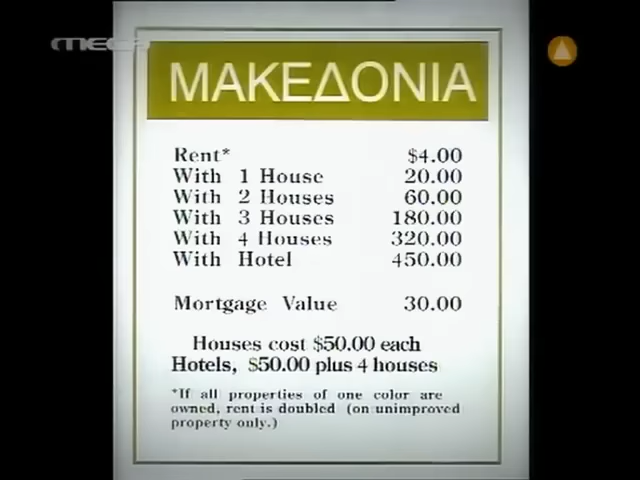 MEGA
ΜΑΚΕΔΟΝΙΑ
Rent* $4.00
With 1 House 20.00
With 2 Houses 60.00
With 3 Houses 180.00
With 4 Houses 320.00
With Hotel 450.00
Mortgage Value 30.00
Houses cost $50.00 each
Hotels, $50.00 plus 4 houses
*If all properties of one color are
owned, rent is doubled (on unimproved
property only.)